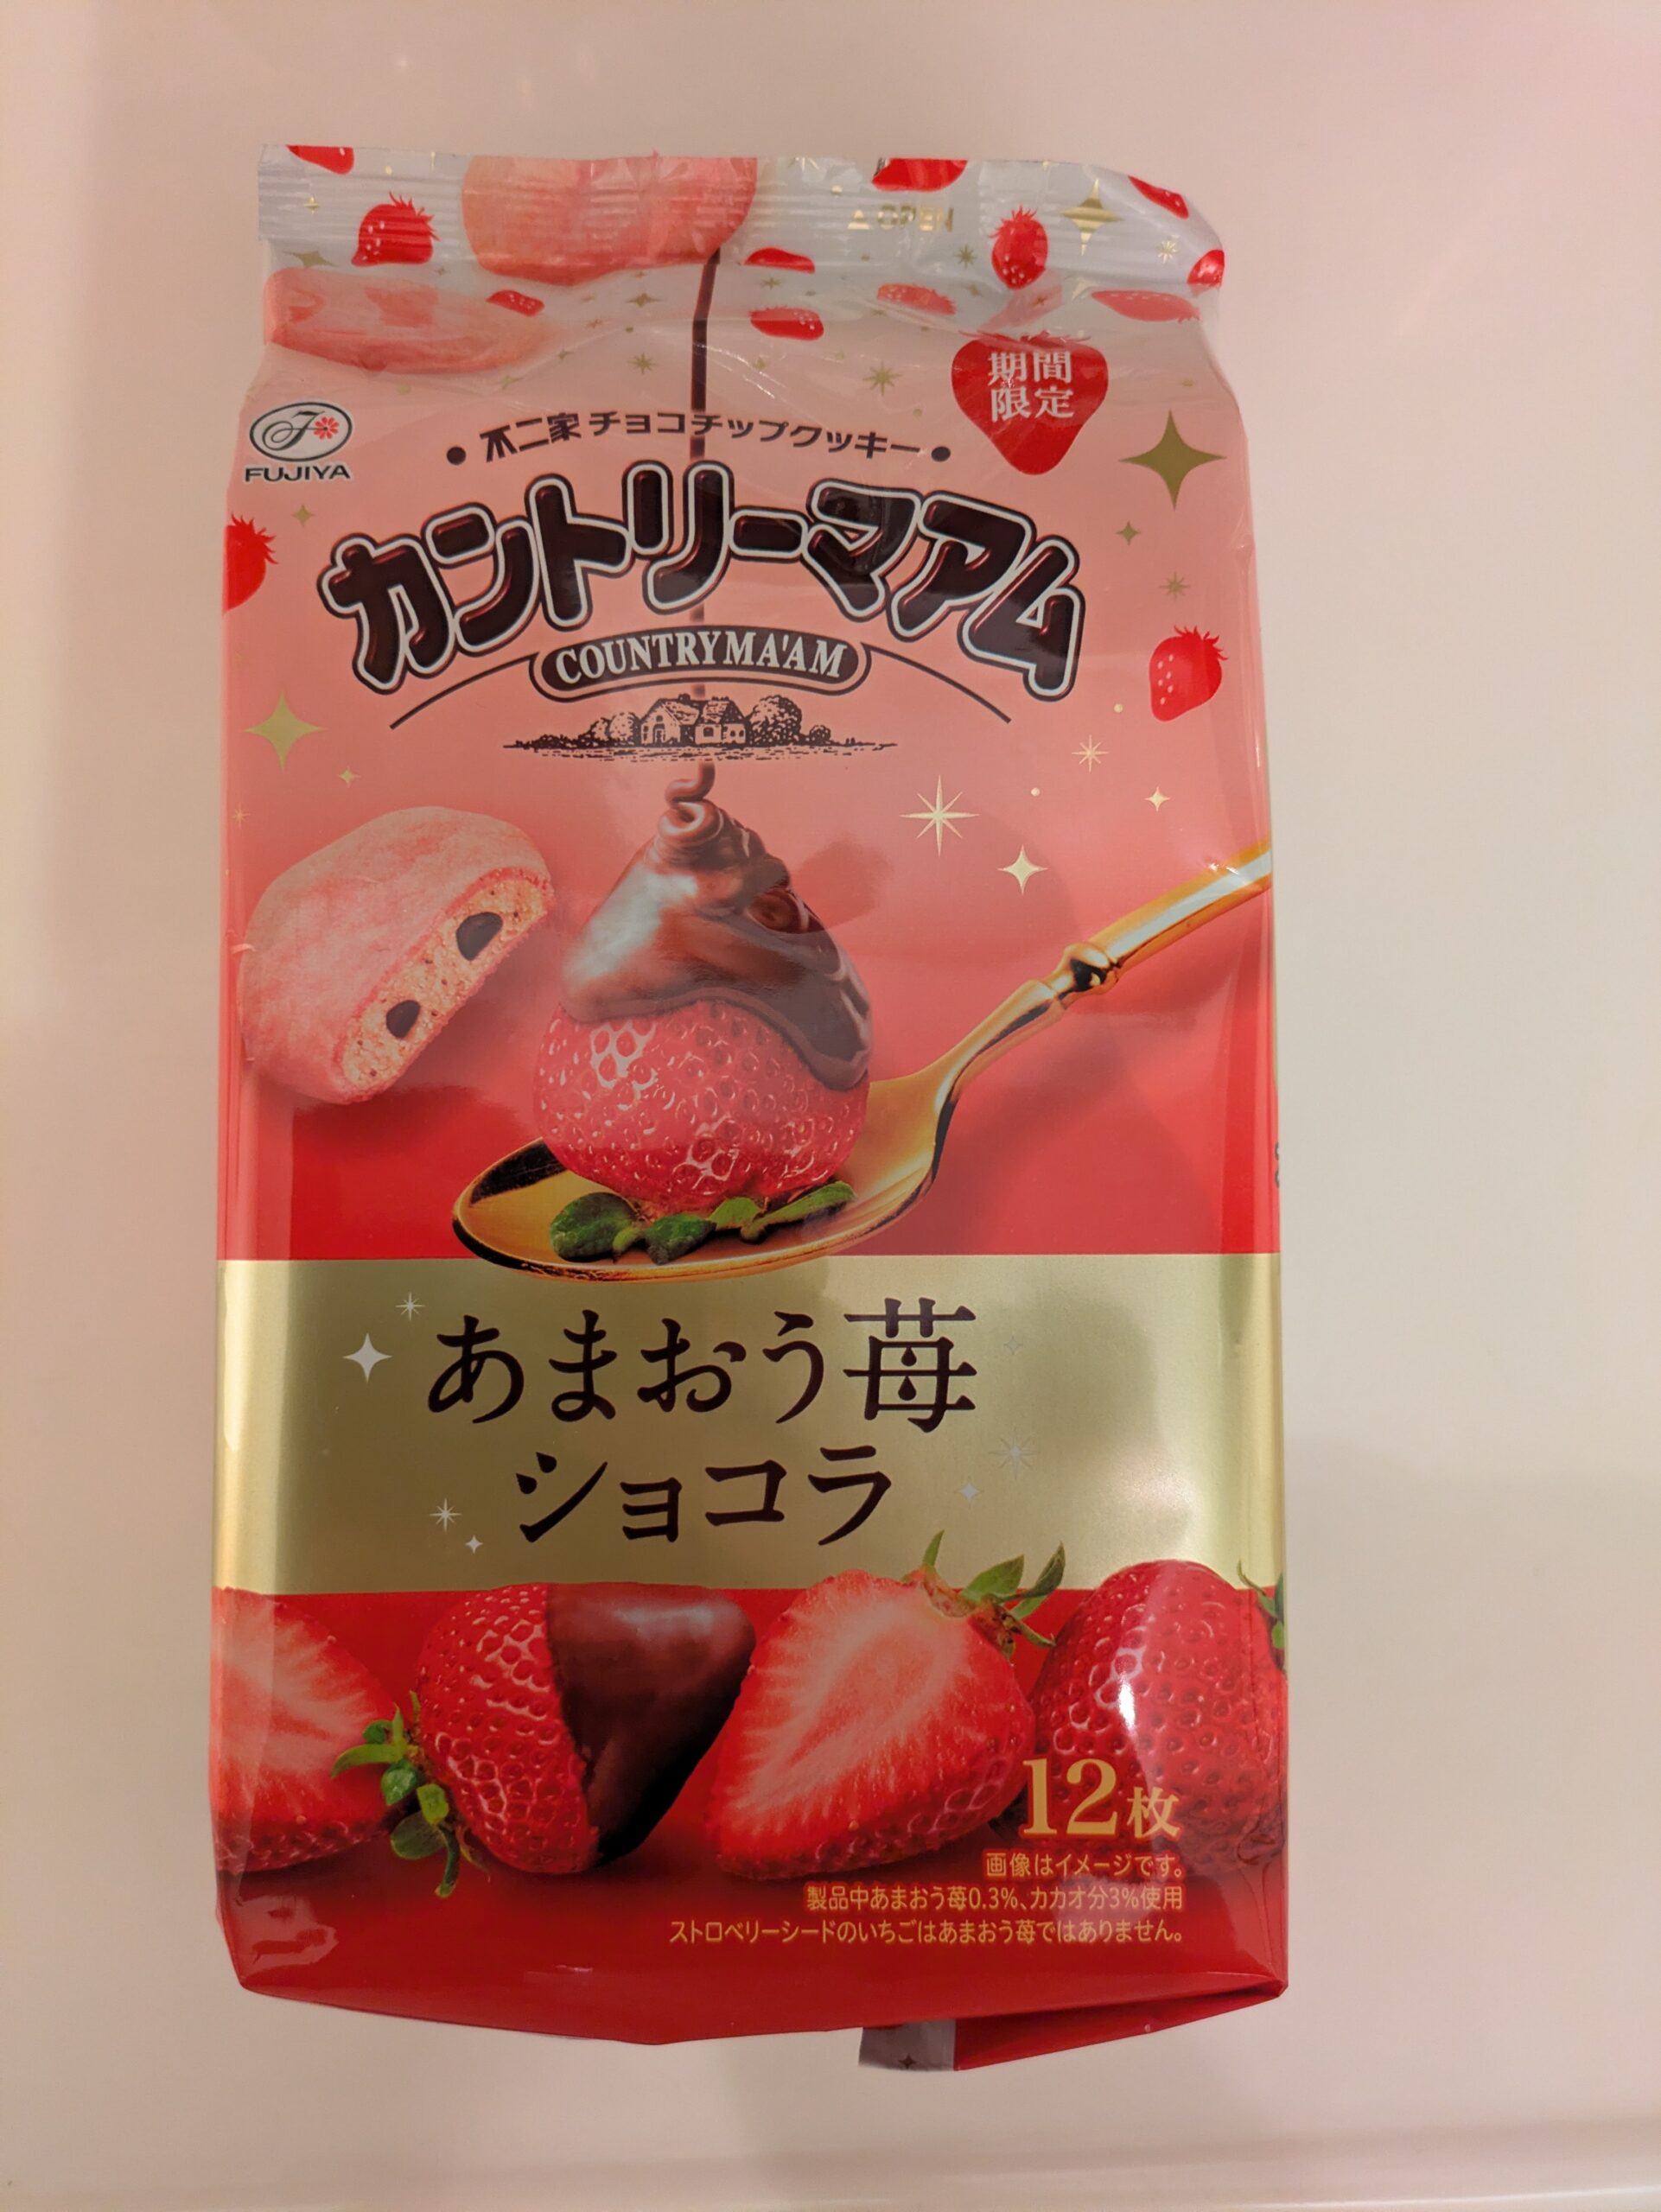 ▲OPEN
期間
限定
FUJIYA
・不二家チョコチップクッキー・
カントリーマアム
COUNTRY MA'AM
あまおう苺
ショコラ
12枚
画像はイメージです。
製品中あまおう苺0.3%、カカオ分3%使用
ストロベリーシードのいちごはあまおう苺ではありません。